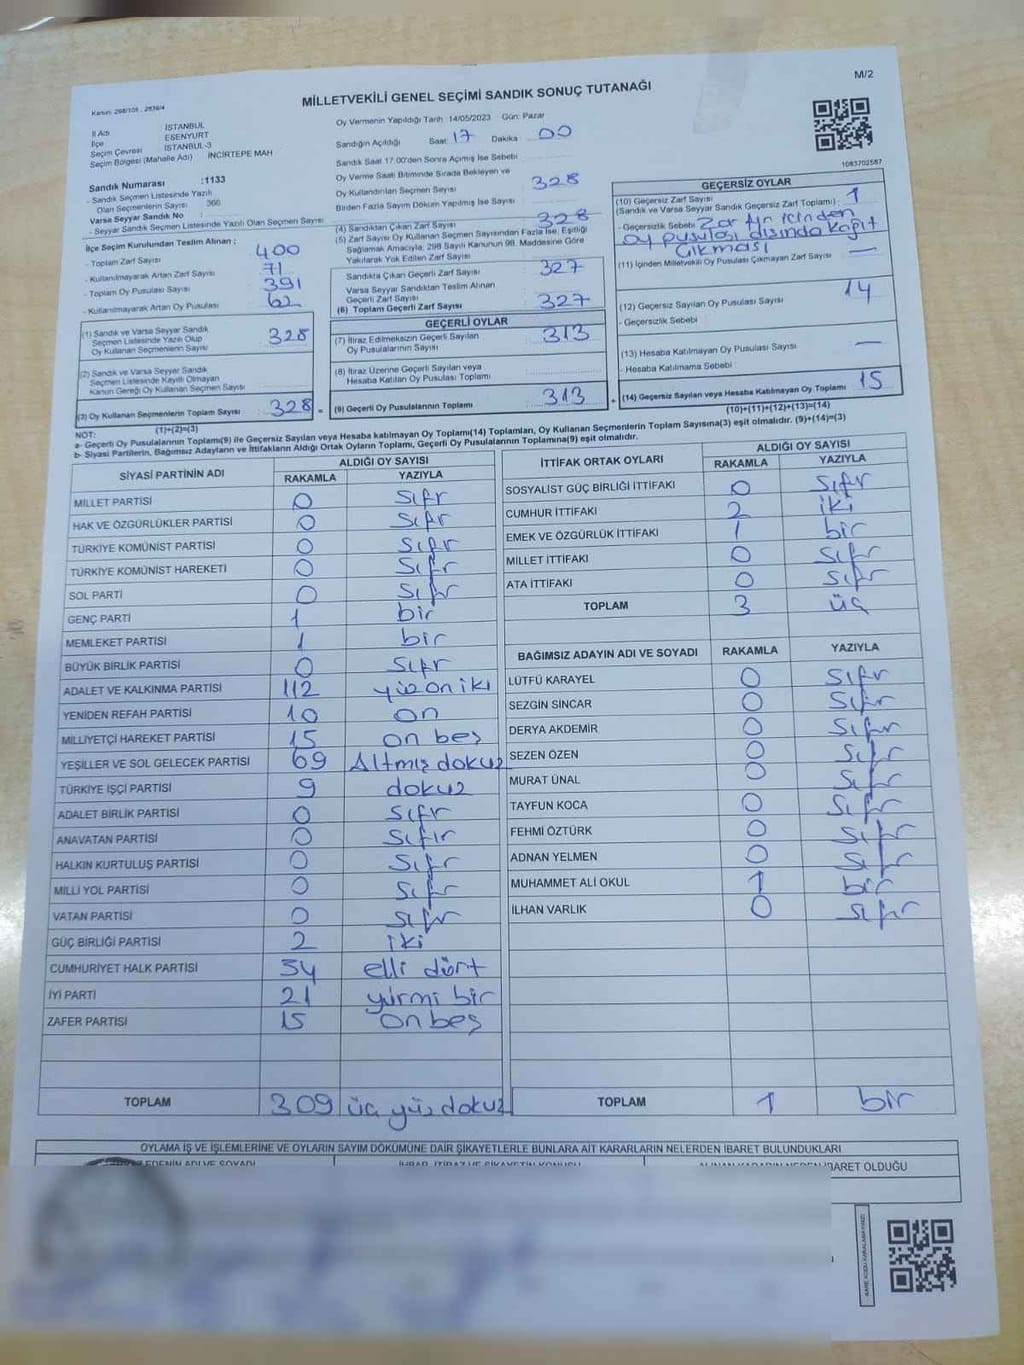 M/2
MİLLETVEKİLİ GENEL SEÇİMİ SANDIK SONUÇ TUTANAĞI
Kanun: 298/105 , 2839/4
İl Adı İSTANBUL
İlçe ESENYURT
Seçim Çevresi İSTANBUL-3
Seçim Bölgesi (Mahalle Adı) İNCİRTEPE MAH
Sandık Numarası :1133
- Sandık Seçmen Listesinde Yazılı
Olan Seçmenlerin Sayısı 366
Varsa Seyyar Sandık No :
- Seyyar Sandık Seçmen Listesinde Yazılı Olan Seçmen Sayısı
İlçe Seçim Kurulundan Teslim Alınan ;
- Toplam Zarf Sayısı 400
- Kullanılmayarak Artan Zarf Sayısı 71
- Toplam Oy Pusulası Sayısı 391
- Kullanılmayarak Artan Oy Pusulası 62
(1) Sandık ve Varsa Seyyar Sandık
Seçmen Listesinde Yazılı Olup
Oy Kullanan Seçmenlerin Sayısı 328
(2) Sandık ve Varsa Seyyar Sandık
Seçmen Listesinde Kayıtlı Olmayan
Kanun Gereği Oy Kullanan Seçmen Sayısı
(3) Oy Kullanan Seçmenlerin Toplam Sayısı 328 =
(1)+(2)=(3)
Oy Vermenin Yapıldığı Tarih :14/05/2023 Gün: Pazar
Sandığın Açıldığı Saat: 17 Dakika 00
Sandık Saat 17:00'den Sonra Açımış İse Sebebi
Oy Verme Saati Bitiminde Sırada Bekleyen ve
Oy Kullandırılan Seçmen Sayısı 328
Birden Fazla Sayım Döküm Yapılmış İse Sayısı
(4) Sandıktan Çıkan Zarf Sayısı 328
(5) Zarf Sayısı Oy Kullanan Seçmen Sayısından Fazla İse, Eşitliği
Sağlamak Amacıyla, 298 Sayılı Kanunun 98. Maddesine Göre
Yakılarak Yok Edilen Zarf Sayısı
Sandıkta Çıkan Geçerli Zarf Sayısı 327
Varsa Seyyar Sandıktan Teslim Alınan
Geçerli Zarf Sayısı
(6) Toplam Geçerli Zarf Sayısı 327
GEÇERLİ OYLAR
(7) İtiraz Edilmeksizin Geçerli Sayılan
Oy Pusulalarının Sayısı 313
(8) İtiraz Üzerine Geçerli Sayılan veya
Hesaba Katılan Oy Pusulası Toplamı
(9) Geçerli Oy Pusulalarının Toplamı 313 +
1083702587
GEÇERSİZ OYLAR
(10) Geçersiz Zarf Sayısı
(Sandık ve Varsa Seyyar Sandık Geçersiz Zarf Toplamı) : 1
- Geçersizlik Sebebi Zarfın içinden
oy pusulası dışında kağıt
çıkması
(11) İçinden Milletvekili Oy Pusulası Çıkmayan Zarf Sayısı —
(12) Geçersiz Sayılan Oy Pusulası Sayısı 14
- Geçersizlik Sebebi
(13) Hesaba Katılmayan Oy Pusulası Sayısı —
- Hesaba Katılmama Sebebi
(14) Geçersiz Sayılan veya Hesaba Katılmayan Oy Toplamı 15
(10)+(11)+(12)+(13)=(14)
NOT:
a- Geçerli Oy Pusulalarının Toplamı(9) ile Geçersiz Sayılan veya Hesaba katılmayan Oy Toplamı(14) Toplamları, Oy Kullanan Seçmenlerin Toplam Sayısına(3) eşit olmalıdır. (9)+(14)=(3)
b- Siyasi Partilerin, Bağımsız Adayların ve İttifakların Aldığı Ortak Oyların Toplamı, Geçerli Oy Pusulalarının Toplamına(9) eşit olmalıdır.
SİYASİ PARTİNİN ADI ALDIĞI OY SAYISI
RAKAMLA YAZIYLA
MİLLET PARTİSİ 0 sıfır
HAK VE ÖZGÜRLÜKLER PARTİSİ 0 sıfır
TÜRKİYE KOMÜNİST PARTİSİ 0 sıfır
TÜRKİYE KOMÜNİST HAREKETİ 0 sıfır
SOL PARTİ 0 sıfır
GENÇ PARTİ 1 bir
MEMLEKET PARTİSİ 1 bir
BÜYÜK BİRLİK PARTİSİ 0 sıfır
ADALET VE KALKINMA PARTİSİ 112 yüzoniki
YENİDEN REFAH PARTİSİ 10 on
MİLLİYETÇİ HAREKET PARTİSİ 15 on beş
YEŞİLLER VE SOL GELECEK PARTİSİ 69 Altmış dokuz
TÜRKİYE İŞÇİ PARTİSİ 9 dokuz
ADALET BİRLİK PARTİSİ 0 sıfır
ANAVATAN PARTİSİ 0 sıfır
HALKIN KURTULUŞ PARTİSİ 0 sıfır
MİLLİ YOL PARTİSİ 0 sıfır
VATAN PARTİSİ 0 sıfır
GÜÇ BİRLİĞİ PARTİSİ 2 iki
CUMHURİYET HALK PARTİSİ 54 elli dört
İYİ PARTİ 21 yirmi bir
ZAFER PARTİSİ 15 on beş
TOPLAM 309 üç yüz dokuz
İTTİFAK ORTAK OYLARI ALDIĞI OY SAYISI
RAKAMLA YAZIYLA
SOSYALİST GÜÇ BİRLİĞİ İTTİFAKI 0 sıfır
CUMHUR İTTİFAKI 2 iki
EMEK VE ÖZGÜRLÜK İTTİFAKI 1 bir
MİLLET İTTİFAKI 0 sıfır
ATA İTTİFAKI 0 sıfır
TOPLAM 3 üç
BAĞIMSIZ ADAYIN ADI VE SOYADI RAKAMLA YAZIYLA
LÜTFÜ KARAYEL 0 sıfır
SEZGİN SİNCAR 0 sıfır
DERYA AKDEMİR 0 sıfır
SEZEN ÖZEN 0 sıfır
MURAT ÜNAL 0 sıfır
TAYFUN KOCA 0 sıfır
FEHMİ ÖZTÜRK 0 sıfır
ADNAN YELMEN 0 sıfır
MUHAMMET ALİ OKUL 1 bir
İLHAN VARLIK 0 sıfır
TOPLAM 1 bir
OYLAMA İŞ VE İŞLEMLERİNE VE OYLARIN SAYIM DÖKÜMÜNE DAİR ŞİKAYETLERLE BUNLARA AİT KARARLARIN NELERDEN İBARET BULUNDUKLARI
EDENİN ADI VE SOYADI İHBAR, İTİRAZ VE ŞİKAYETİN KONUSU İBARET OLDUĞU